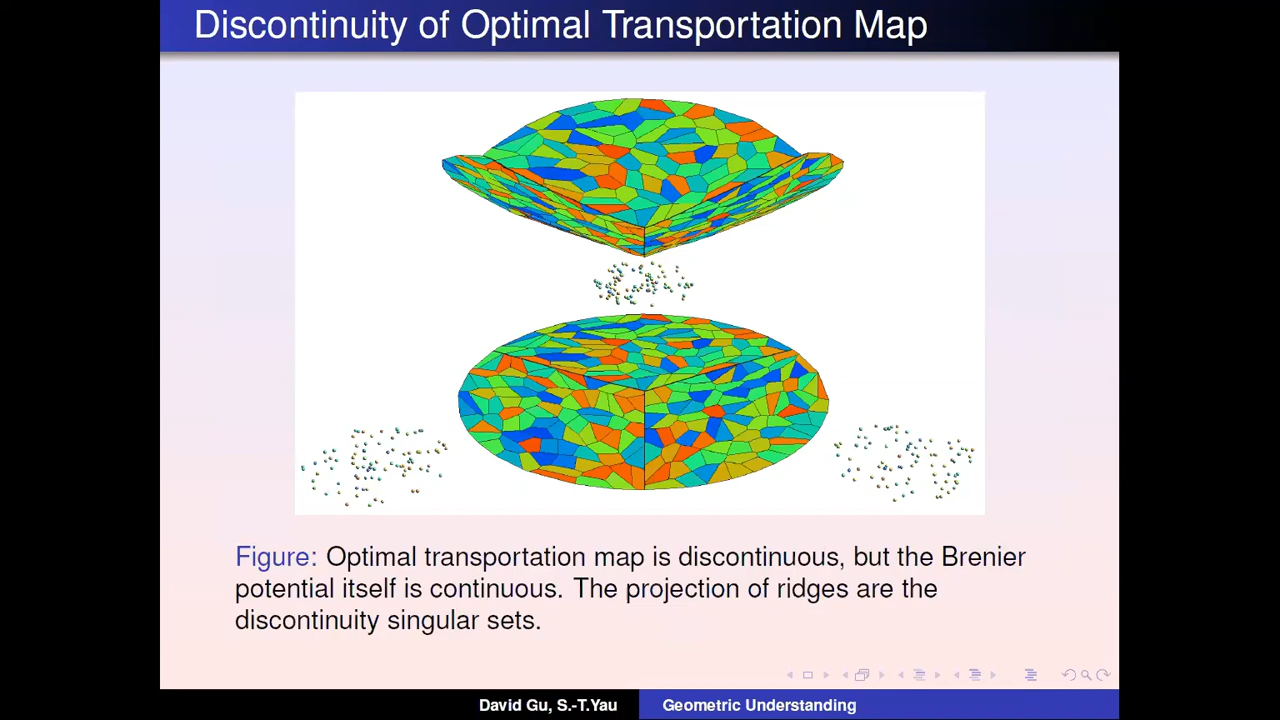 Discontinuity of Optimal Transportation Map
Figure: Optimal transportation map is discontinuous, but the Brenier
potential itself is continuous. The projection of ridges are the
discontinuity singular sets.
David Gu, S.-T.Yau
Geometric Understanding